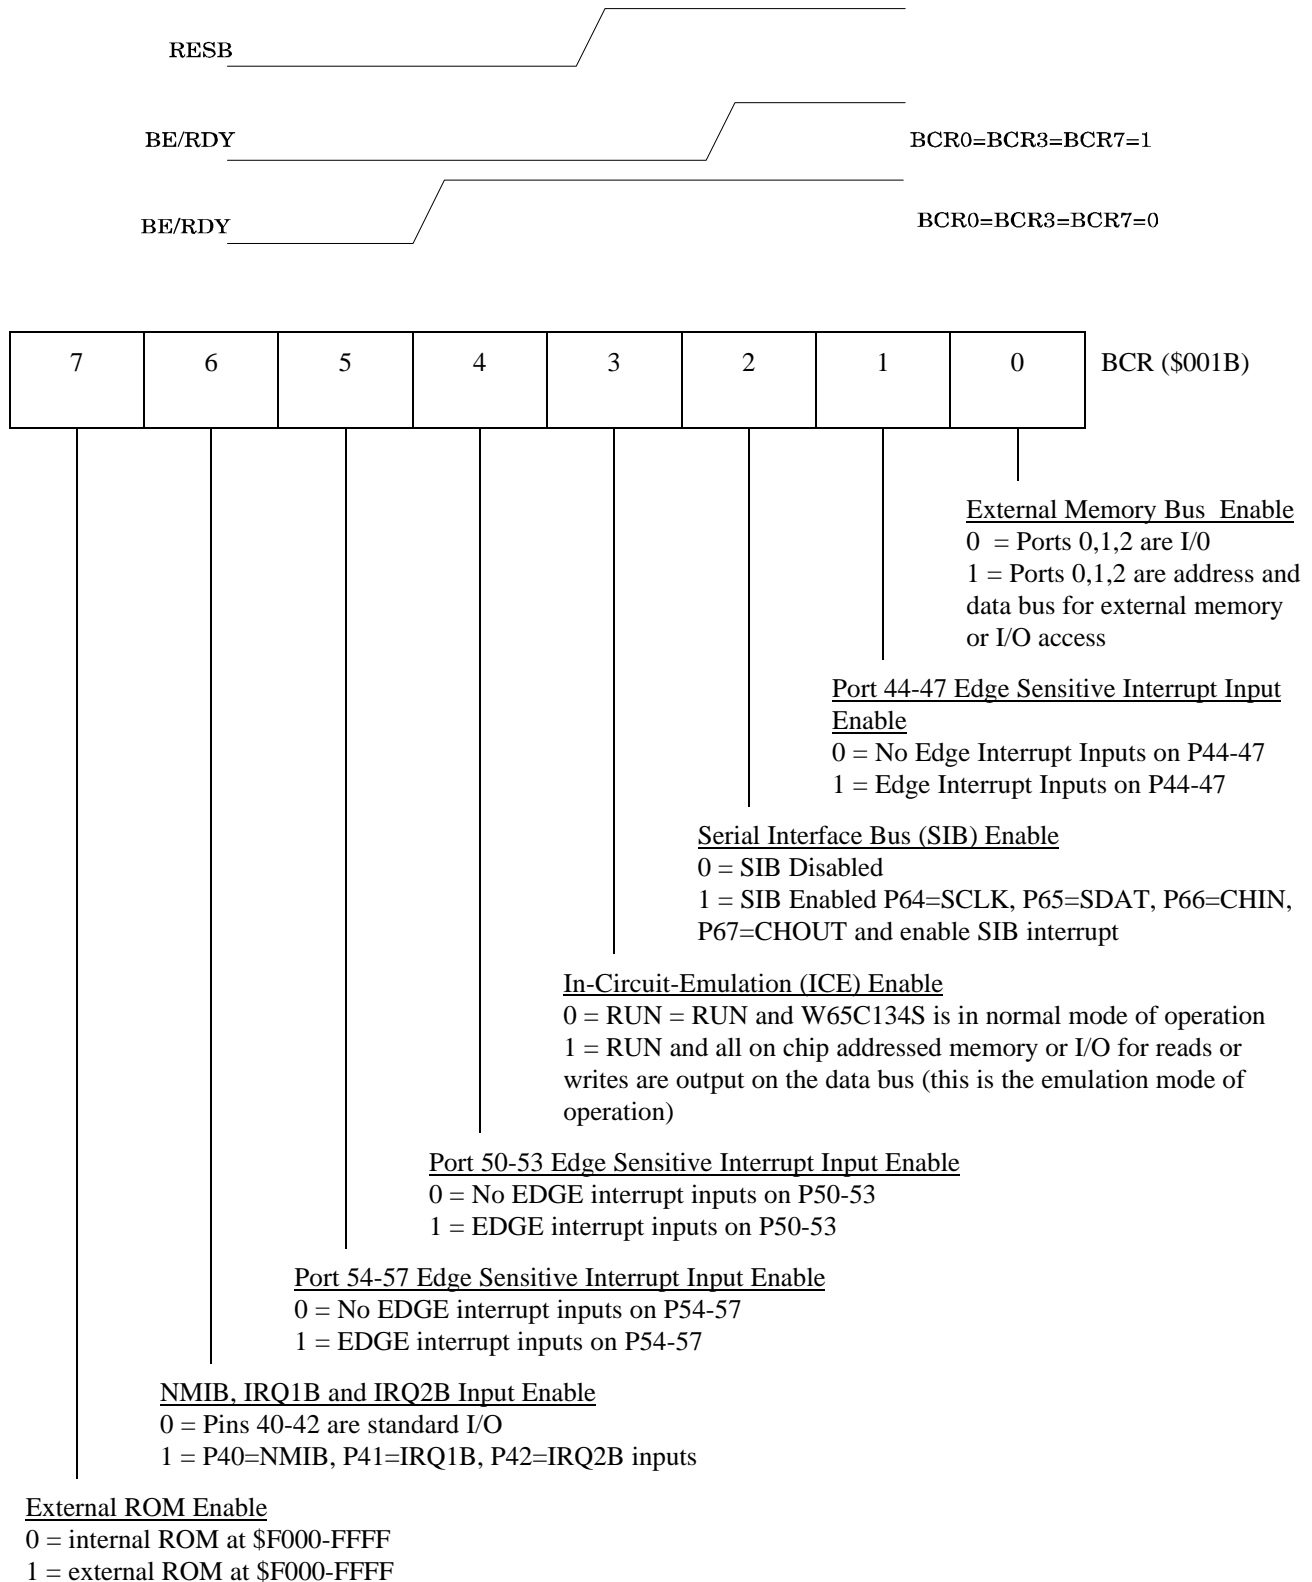 RESB
BE/RDY
BCR0=BCR3=BCR7=1
BE/RDY
BCR0=BCR3=BCR7=0
7 6 5 4 3 2 1 0 BCR ($001B)
External Memory Bus  Enable
0  = Ports 0,1,2 are I/0
1 = Ports 0,1,2 are address and
data bus for external memory
or I/O access
Port 44-47 Edge Sensitive Interrupt Input
Enable
0 = No Edge Interrupt Inputs on P44-47
1 = Edge Interrupt Inputs on P44-47
Serial Interface Bus (SIB) Enable
0 = SIB Disabled
1 = SIB Enabled P64=SCLK, P65=SDAT, P66=CHIN,
P67=CHOUT and enable SIB interrupt
In-Circuit-Emulation (ICE) Enable
0 = RUN = RUN and W65C134S is in normal mode of operation
1 = RUN and all on chip addressed memory or I/O for reads or
writes are output on the data bus (this is the emulation mode of
operation)
Port 50-53 Edge Sensitive Interrupt Input Enable
0 = No EDGE interrupt inputs on P50-53
1 = EDGE interrupt inputs on P50-53
Port 54-57 Edge Sensitive Interrupt Input Enable
0 = No EDGE interrupt inputs on P54-57
1 = EDGE interrupt inputs on P54-57
NMIB, IRQ1B and IRQ2B Input Enable
0 = Pins 40-42 are standard I/O
1 = P40=NMIB, P41=IRQ1B, P42=IRQ2B inputs
External ROM Enable
0 = internal ROM at $F000-FFFF
1 = external ROM at $F000-FFFF